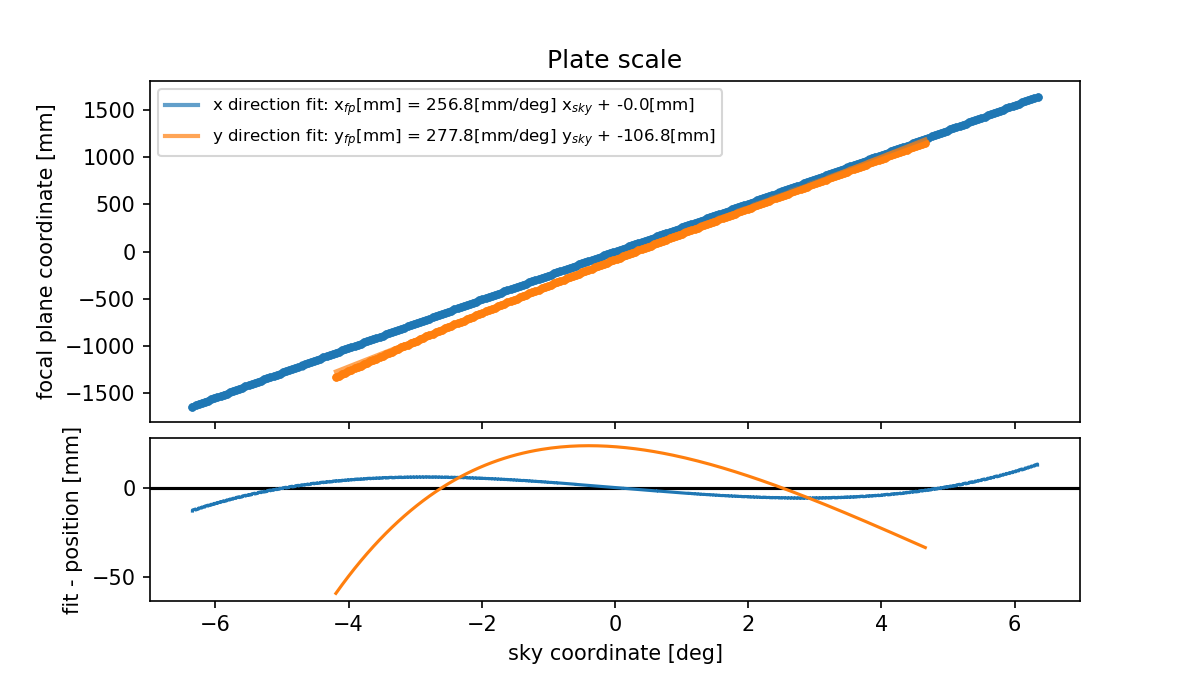 Plate scale
x direction fit: x_fp[mm] = 256.8[mm/deg] x_sky + -0.0[mm]
y direction fit: y_fp[mm] = 277.8[mm/deg] y_sky + -106.8[mm]
focal plane coordinate [mm]
1500
1000
500
0
−500
−1000
−1500
fit - position [mm]
0
−50
−6 −4 −2 0 2 4 6
sky coordinate [deg]